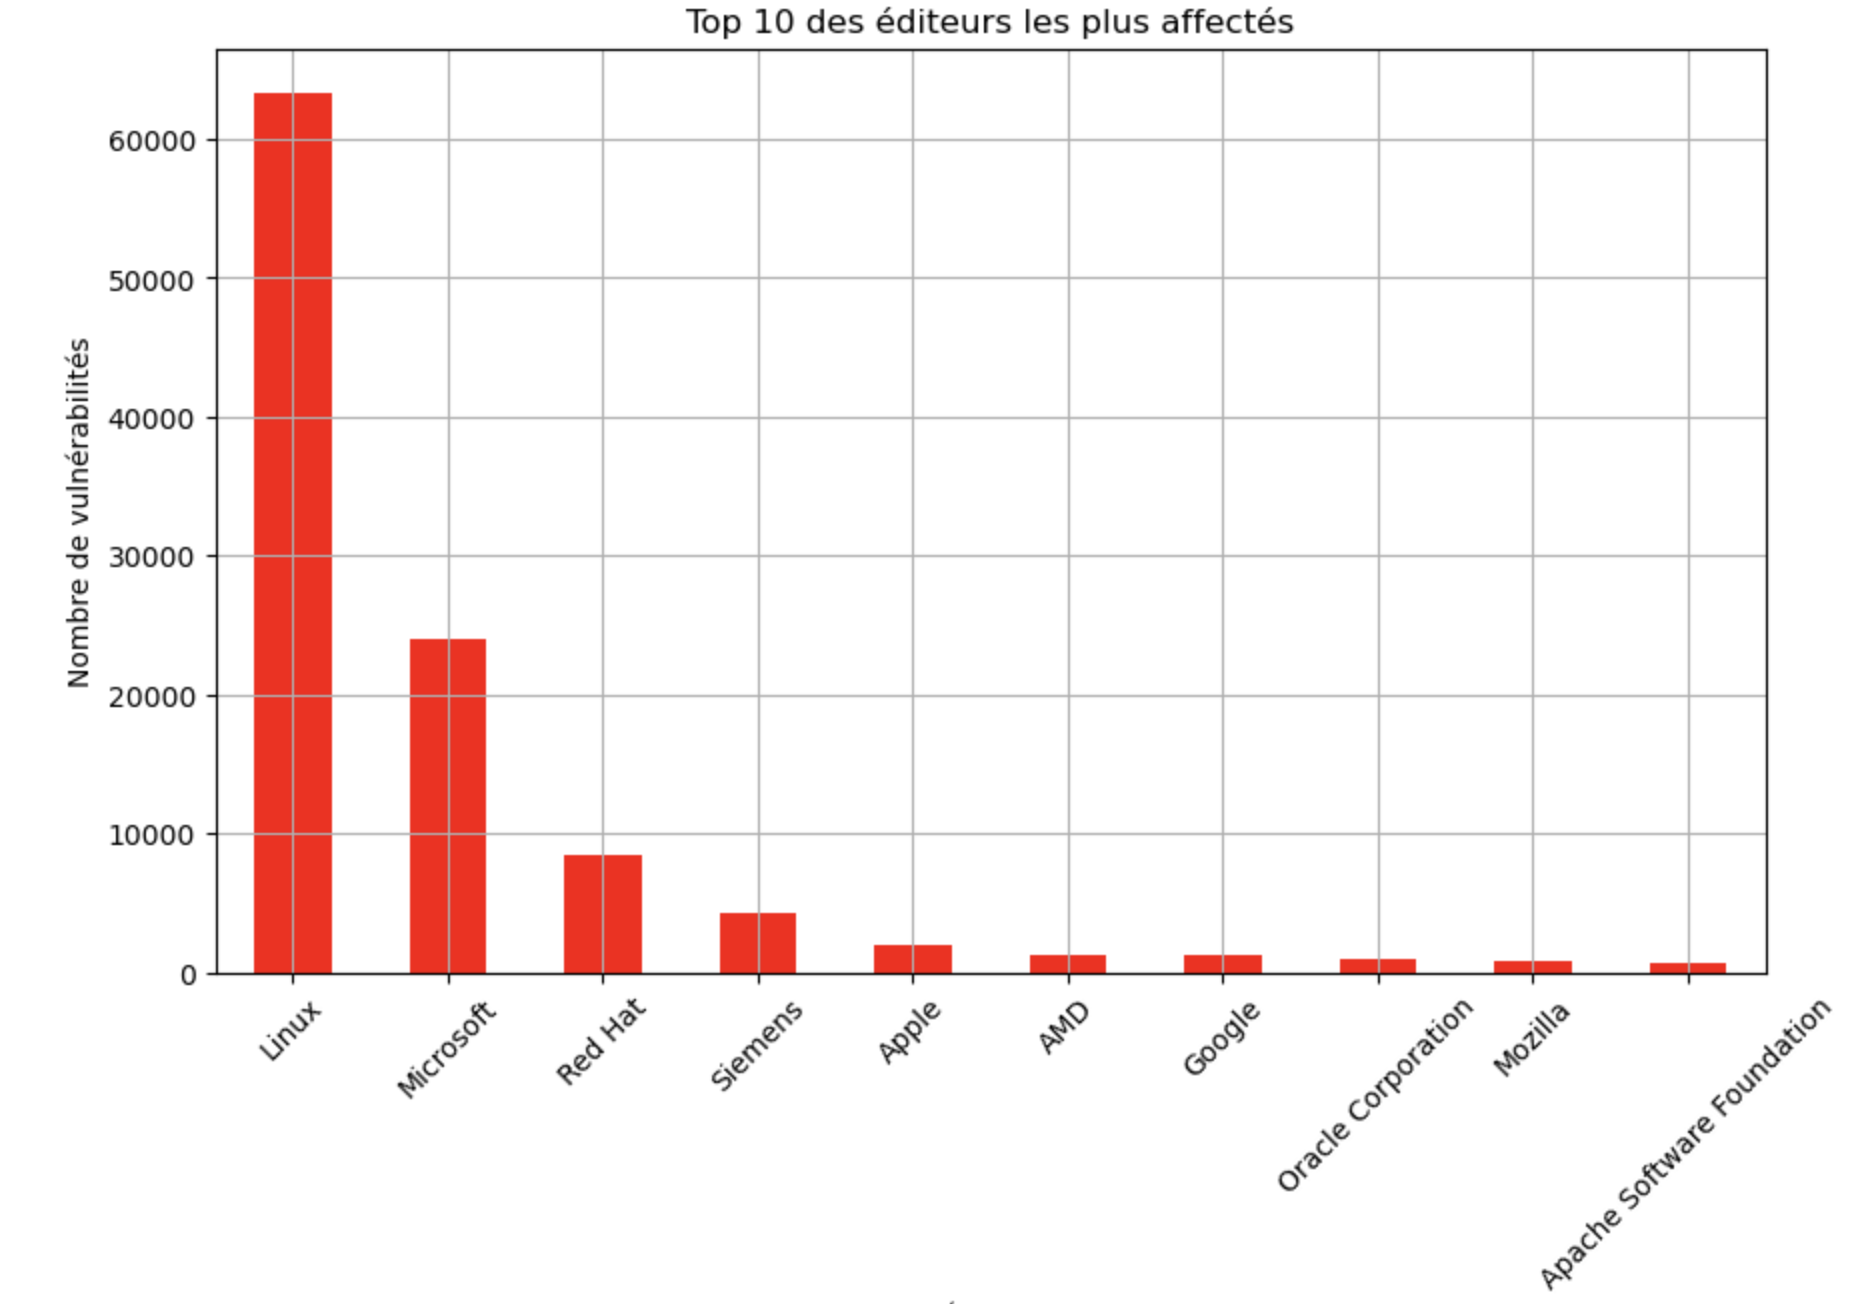 Top 10 des éditeurs les plus affectés
Nombre de vulnérabilités
60000
50000
40000
30000
20000
10000
0
Linux
Microsoft
Red Hat
Siemens
Apple
AMD
Google
Oracle Corporation
Mozilla
Apache Software Foundation